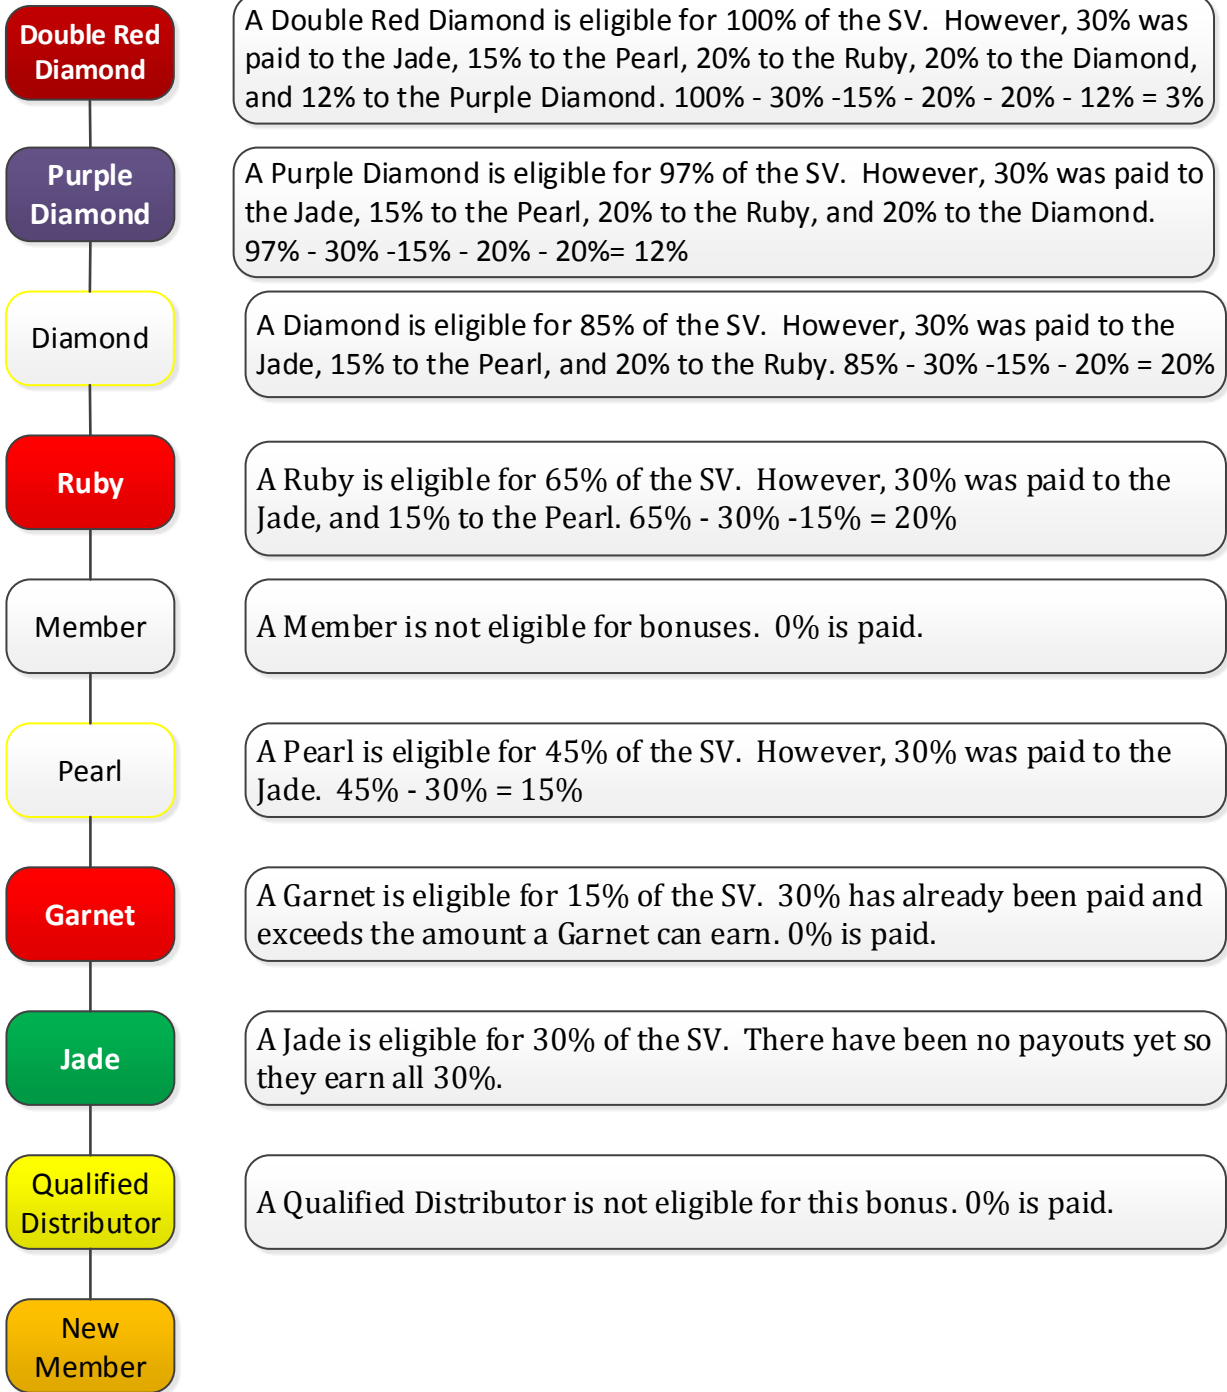 Double Red
Diamond
A Double Red Diamond is eligible for 100% of the SV.  However, 30% was
paid to the Jade, 15% to the Pearl, 20% to the Ruby, 20% to the Diamond,
and 12% to the Purple Diamond. 100% - 30% -15% - 20% - 20% - 12% = 3%
Purple
Diamond
A Purple Diamond is eligible for 97% of the SV.  However, 30% was paid to
the Jade, 15% to the Pearl, 20% to the Ruby, and 20% to the Diamond.
97% - 30% -15% - 20% - 20%= 12%
Diamond
A Diamond is eligible for 85% of the SV.  However, 30% was paid to the
Jade, 15% to the Pearl, and 20% to the Ruby. 85% - 30% -15% - 20% = 20%
Ruby
A Ruby is eligible for 65% of the SV.  However, 30% was paid to the
Jade, and 15% to the Pearl. 65% - 30% -15% = 20%
Member
A Member is not eligible for bonuses.  0% is paid.
Pearl
A Pearl is eligible for 45% of the SV.  However, 30% was paid to the
Jade.  45% - 30% = 15%
Garnet
A Garnet is eligible for 15% of the SV.  30% has already been paid and
exceeds the amount a Garnet can earn. 0% is paid.
Jade
A Jade is eligible for 30% of the SV.  There have been no payouts yet so
they earn all 30%.
Qualified
Distributor
A Qualified Distributor is not eligible for this bonus. 0% is paid.
New
Member